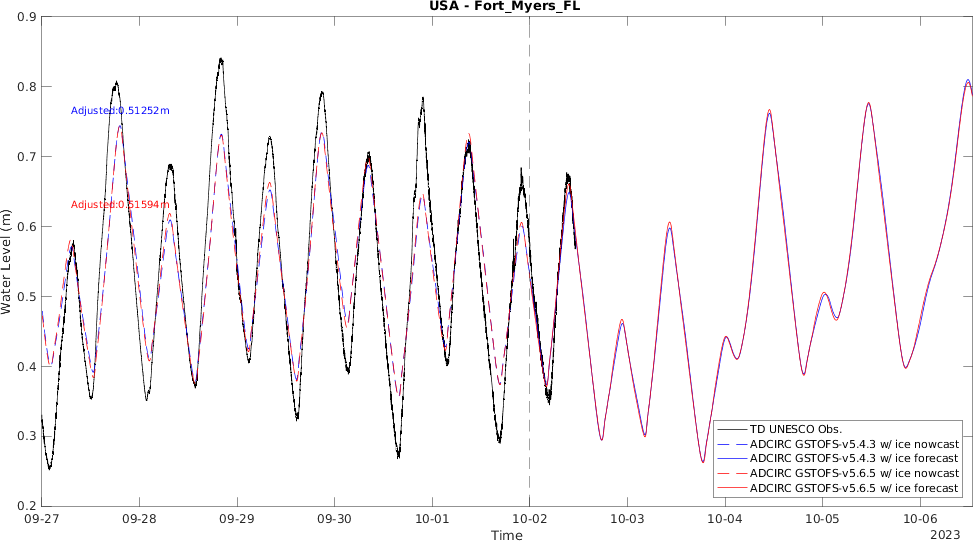 USA - Fort_Myers_FL
0.9
0.8
0.7
0.6
0.5
0.4
0.3
0.2
Water Level (m)
Adjusted:0.51252m
Adjusted:0.51594m
TD UNESCO Obs.
ADCIRC GSTOFS-v5.4.3 w/ ice nowcast
ADCIRC GSTOFS-v5.4.3 w/ ice forecast
ADCIRC GSTOFS-v5.6.5 w/ ice nowcast
ADCIRC GSTOFS-v5.6.5 w/ ice forecast
09-27 09-28 09-29 09-30 10-01 10-02 10-03 10-04 10-05 10-06
Time
2023